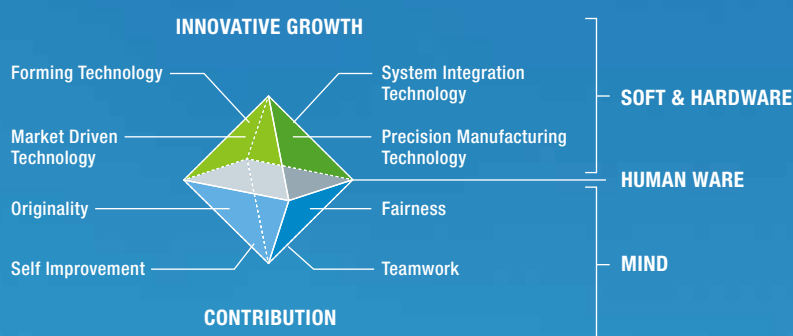 INNOVATIVE GROWTH
Forming Technology
System Integration
Technology
SOFT & HARDWARE
Market Driven
Technology
Precision Manufacturing
Technology
HUMAN WARE
Originality
Fairness
Self Improvement
Teamwork
MIND
CONTRIBUTION